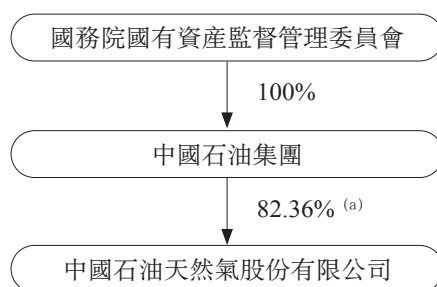 國務院國有資產監督管理委員會
100%
中國石油集團
82.36% (a)
中國石油天然氣股份有限公司